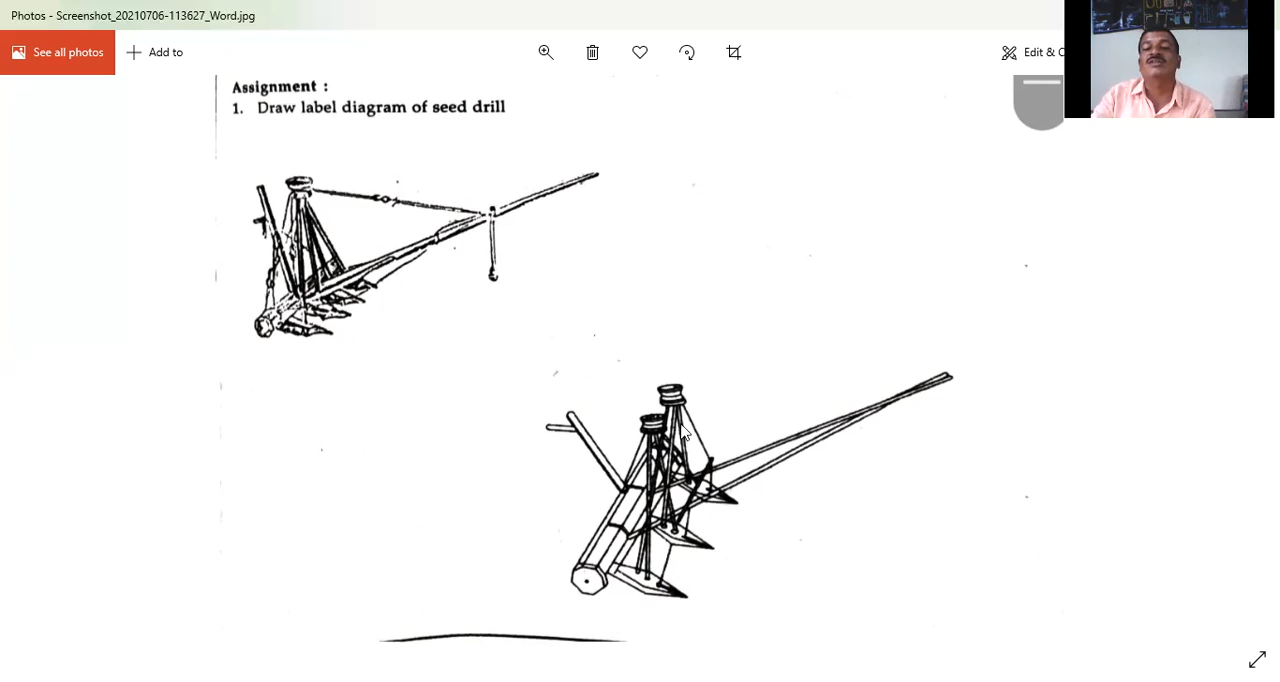 Photos - Screenshot_20210706-113627_Word.jpg
See all photos
Add to
Edit & C
Assignment :
1. Draw label diagram of seed drill